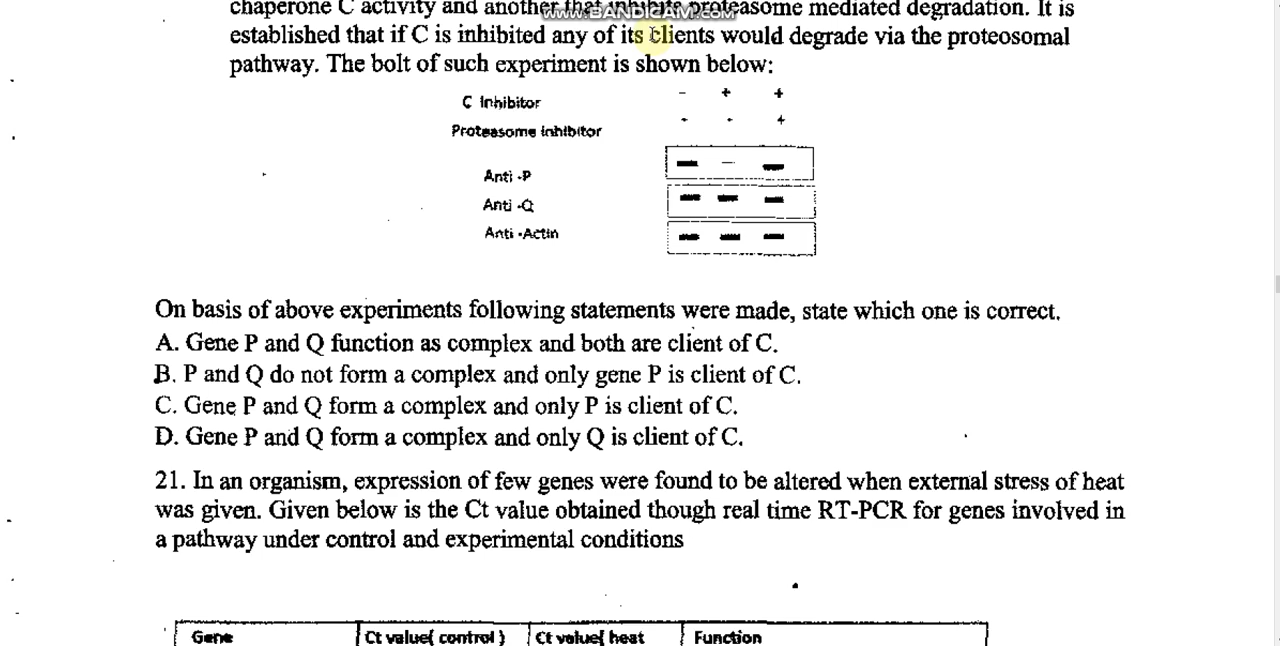 chaperone C activity and another that inhibits proteasome mediated degradation. It is
www.BANDICAM.com
established that if C is inhibited any of its clients would degrade via the proteosomal
pathway. The bolt of such experiment is shown below:
C Inhibitor - + +
Proteasome inhibitor - - +
Anti -P
Anti -Q
Anti -Actin
On basis of above experiments following statements were made, state which one is correct.
A. Gene P and Q function as complex and both are client of C.
B. P and Q do not form a complex and only gene P is client of C.
C. Gene P and Q form a complex and only P is client of C.
D. Gene P and Q form a complex and only Q is client of C.
21. In an organism, expression of few genes were found to be altered when external stress of heat
was given. Given below is the Ct value obtained though real time RT-PCR for genes involved in
a pathway under control and experimental conditions
Gene Ct value( control ) Ct value( heat Function